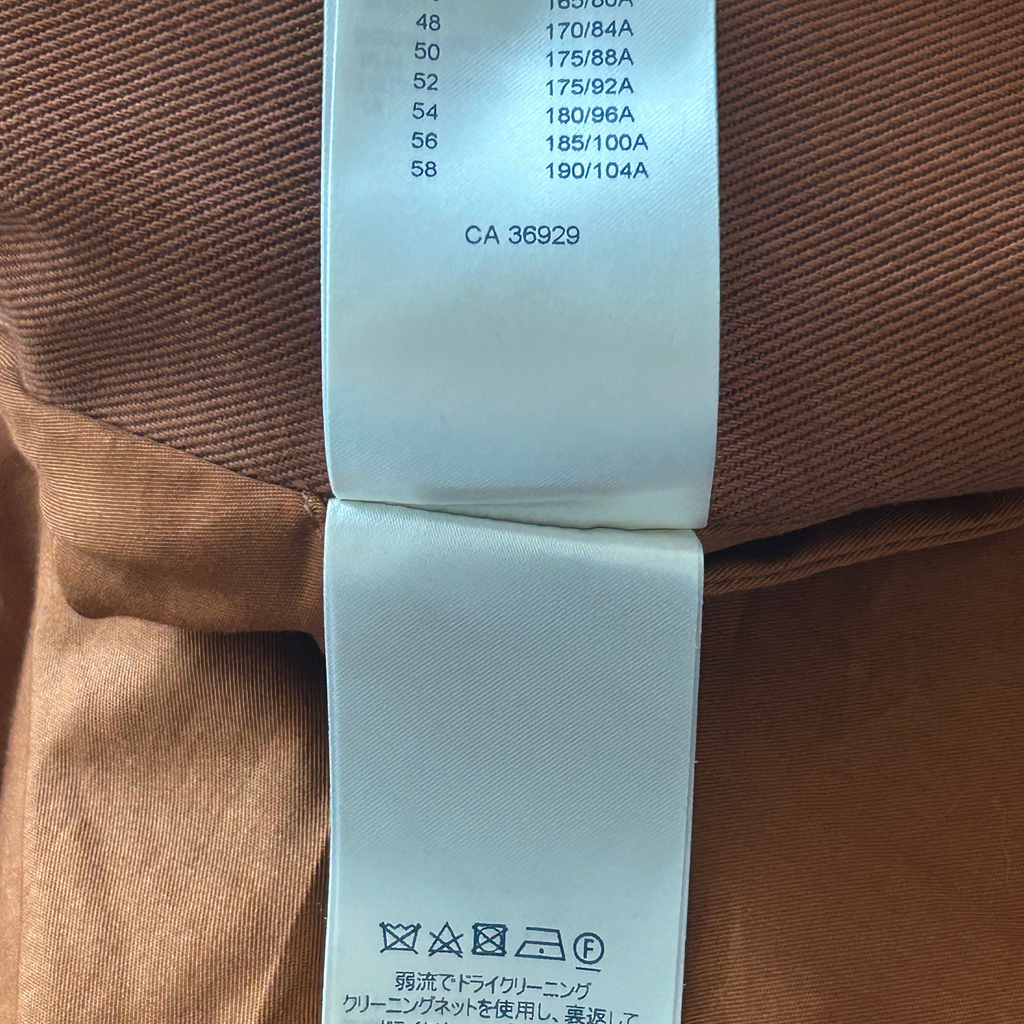 165/80A
48 170/84A
50 175/88A
52 175/92A
54 180/96A
56 185/100A
58 190/104A
CA 36929
F
弱流でドライクリーニング
クリーニングネットを使用し、裏返して